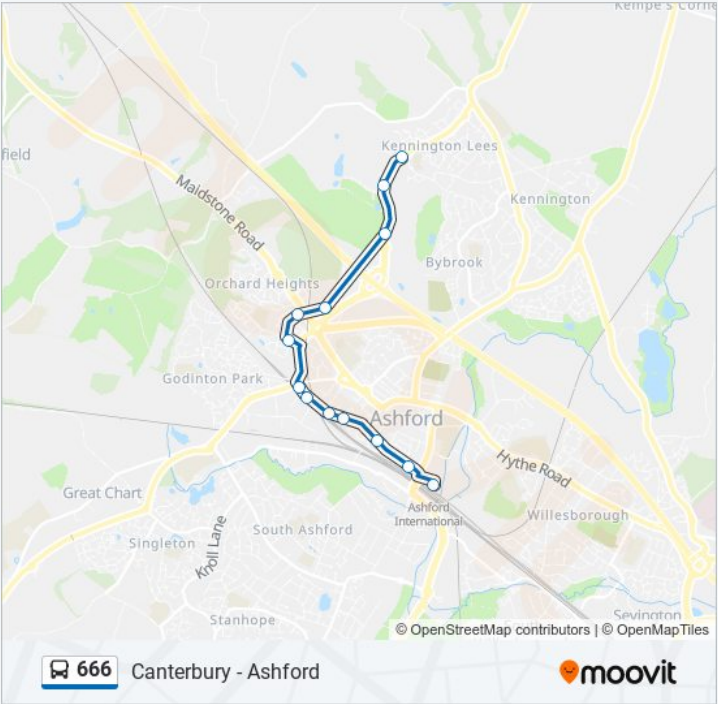 Kempe's Corne
Kennington Lees
field
Maidstone Road
Kennington
Bybrook
Orchard Heights
Godinton Park
Ashford
Hythe Road
Great Chart
Ashford
International
Willesborough
South Ashford
Singleton
Knoll Lane
Stanhope
Sevington
© OpenStreetMap contributors | © OpenMapTiles
666 Canterbury - Ashford
moovit